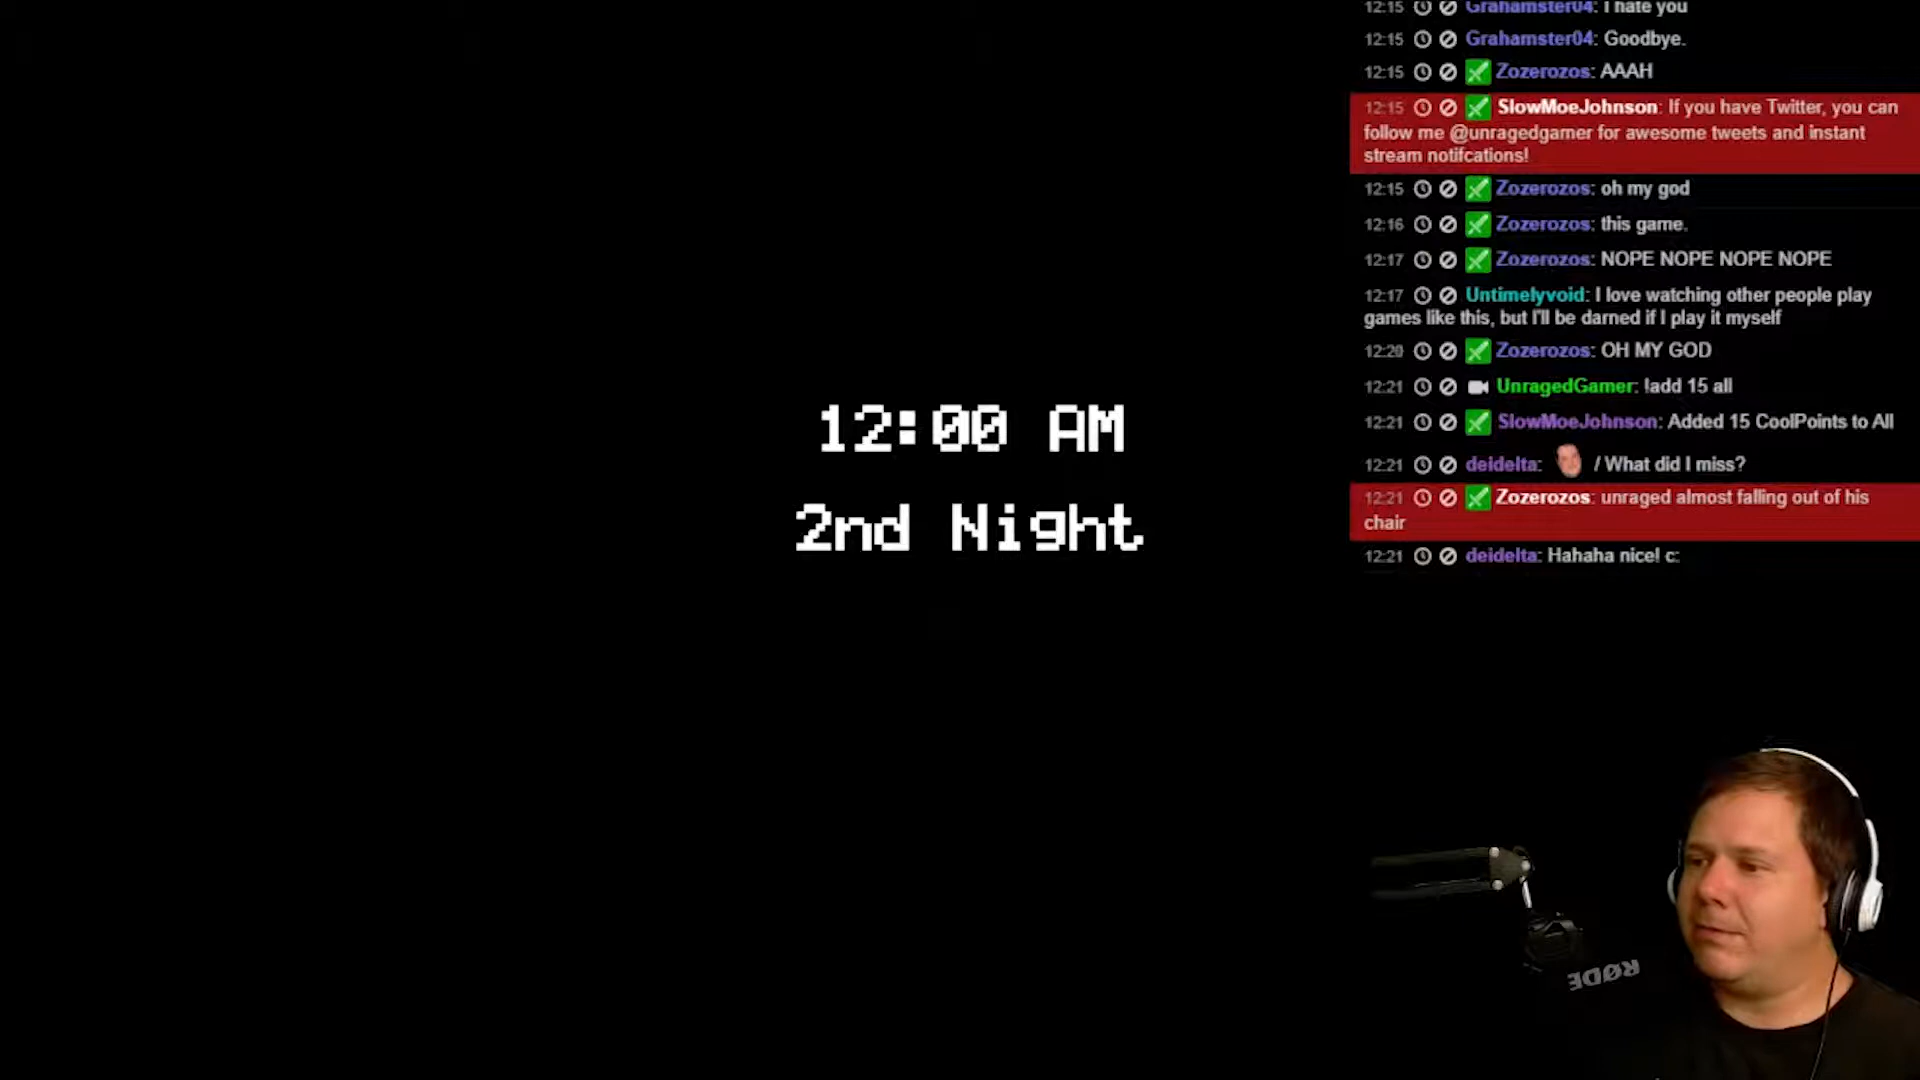 12:15 Grahamster04: I hate you
12:15 Grahamster04: Goodbye.
12:15 Zozerozos: AAAH
12:15 SlowMoeJohnson: If you have Twitter, you can
follow me @unragedgamer for awesome tweets and instant
stream notifcations!
12:15 Zozerozos: oh my god
12:16 Zozerozos: this game.
12:17 Zozerozos: NOPE NOPE NOPE NOPE
12:17 Untimelyvoid: I love watching other people play
games like this, but I'll be darned if I play it myself
12:20 Zozerozos: OH MY GOD
12:21 UnragedGamer: !add 15 all
12:21 SlowMoeJohnson: Added 15 CoolPoints to All
12:21 deidelta: / What did I miss?
12:21 Zozerozos: unraged almost falling out of his
chair
12:21 deidelta: Hahaha nice! c:
12:00 AM
2nd Night
RØDE